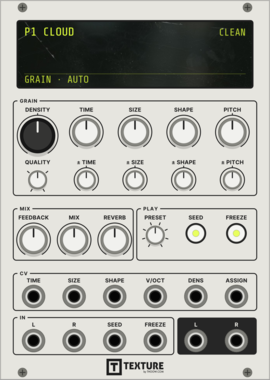 P1 CLOUD CLEAN
GRAIN · AUTO
GRAIN
DENSITY TIME SIZE SHAPE PITCH
QUALITY ± TIME ± SIZE ± SHAPE ± PITCH
MIX PLAY
FEEDBACK MIX REVERB PRESET SEED FREEZE
CV
TIME SIZE SHAPE V/OCT DENS ASSIGN
IN
L R SEED FREEZE L R
TEXTURE